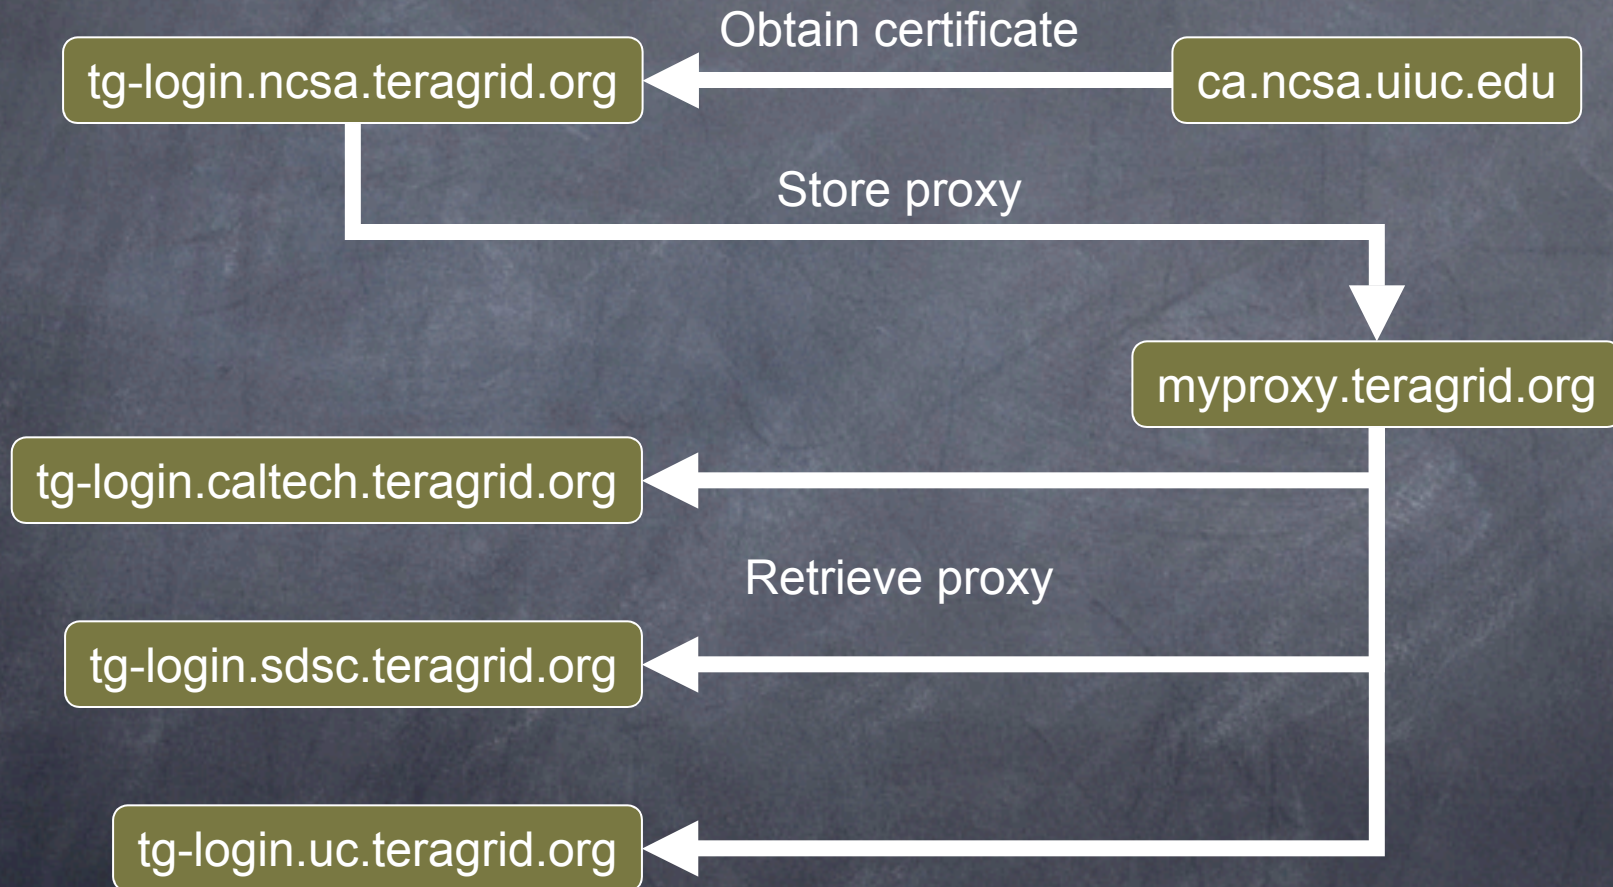 Obtain certificate
tg-login.ncsa.teragrid.org
ca.ncsa.uiuc.edu
Store proxy
myproxy.teragrid.org
tg-login.caltech.teragrid.org
Retrieve proxy
tg-login.sdsc.teragrid.org
tg-login.uc.teragrid.org